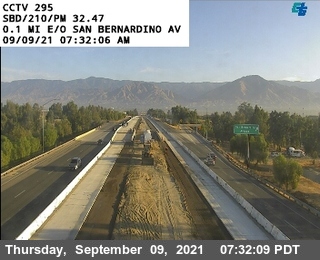 CCTV 295
SBD/210/PM 32.47
0.1 MI E/O SAN BERNARDINO AV
09/09/21 07:32:06 AM
Thursday, September 09, 2021 07:32:09 PDT